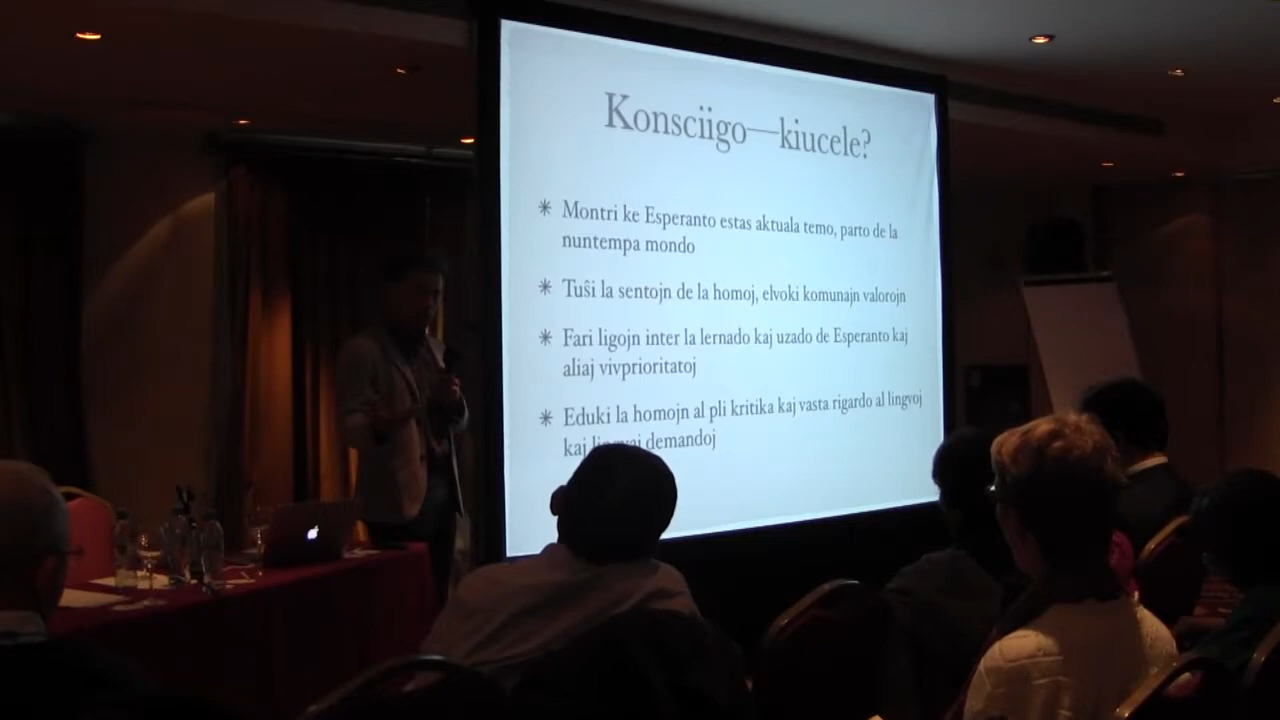 Konsciigo—kiucele?
Montri ke Esperanto estas aktuala temo, parto de la
nuntempa mondo
Tuŝi la sentojn de la homoj, elvoki komunajn valorojn
Fari ligojn inter la lernado kaj uzado de Esperanto kaj
aliaj vivprioritatoj
Eduki la homojn al pli kritika kaj vasta rigardo al lingvoj
kaj demandoj